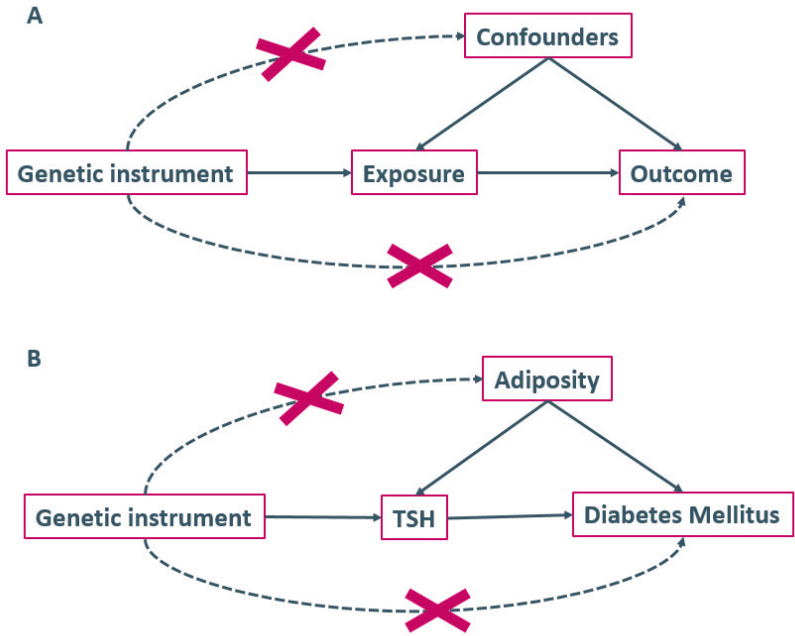 A
Confounders
Genetic instrument
Exposure
Outcome
B
Adiposity
Genetic instrument
TSH
Diabetes Mellitus